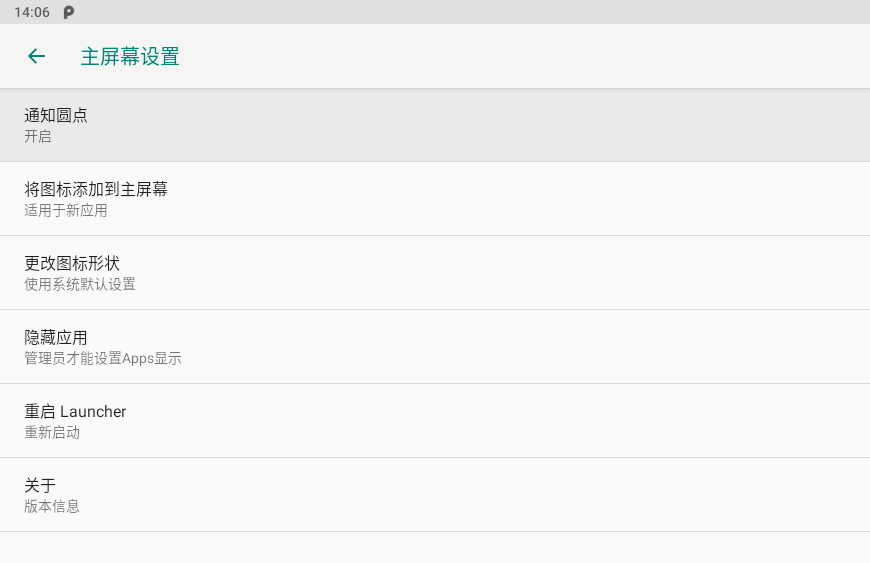 14:06
主屏幕设置
通知圆点
开启
将图标添加到主屏幕
适用于新应用
更改图标形状
使用系统默认设置
隐藏应用
管理员才能设置Apps显示
重启 Launcher
重新启动
关于
版本信息